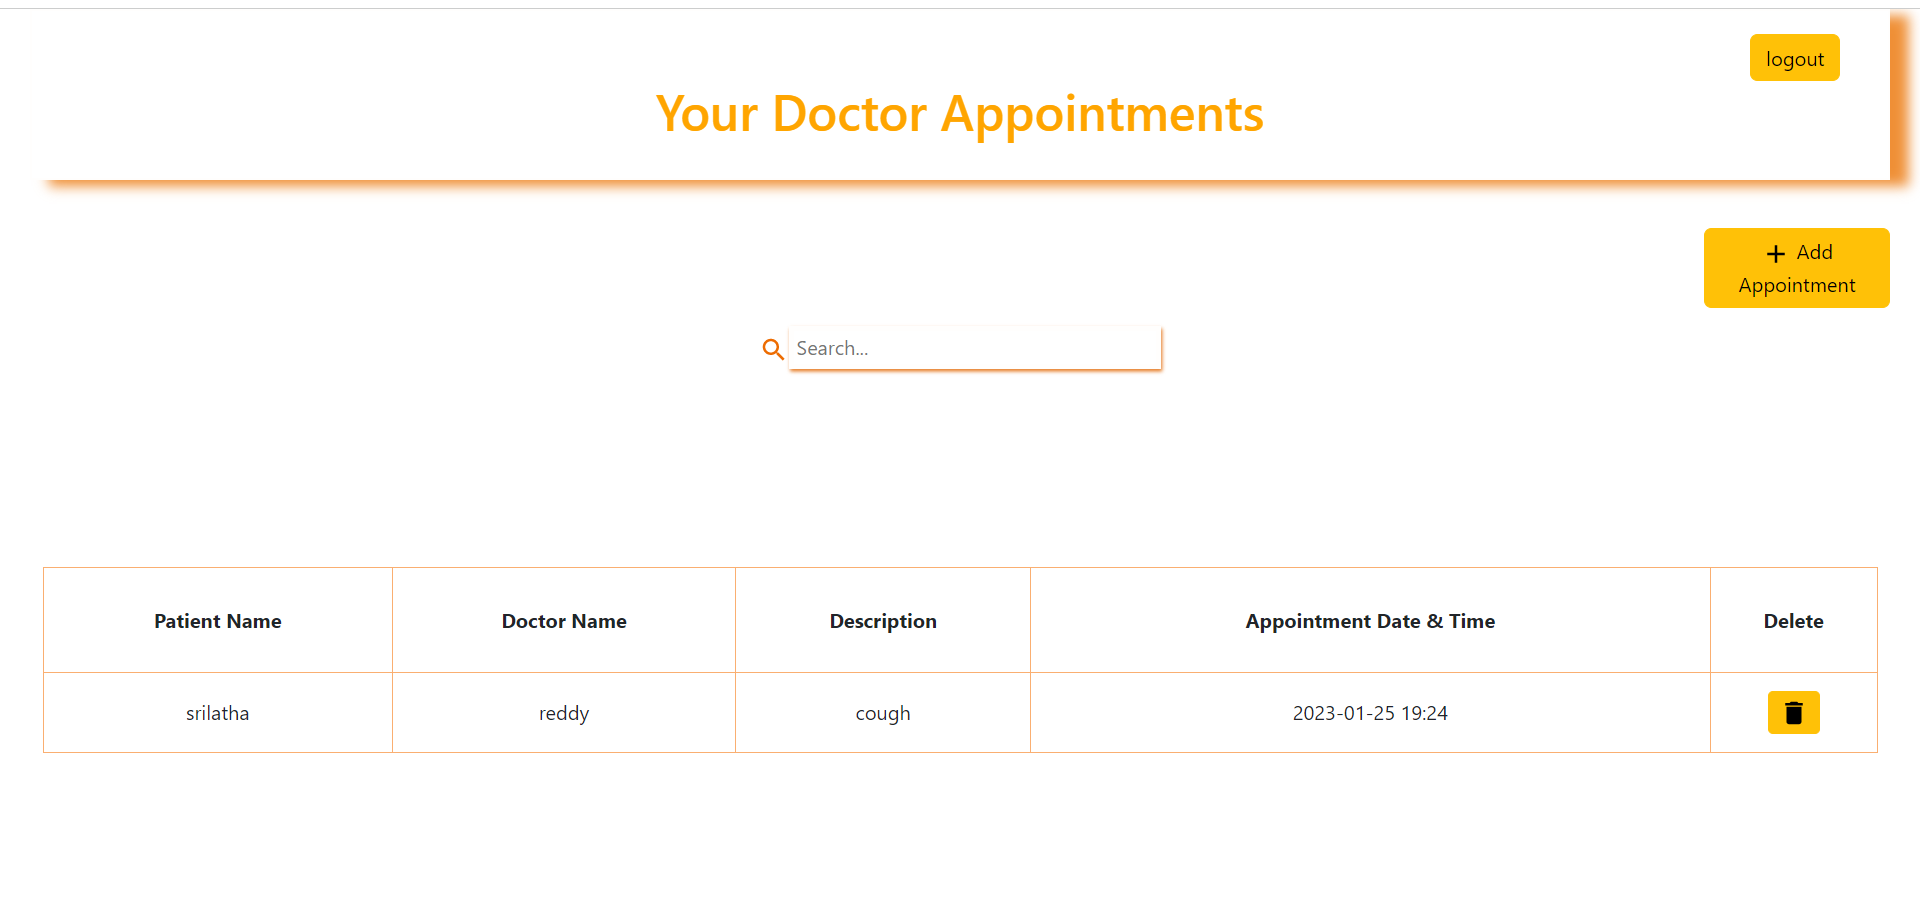 logout
Your Doctor Appointments
Add
Appointment
Search...
Patient Name Doctor Name Description Appointment Date & Time Delete
srilatha reddy cough 2023-01-25 19:24